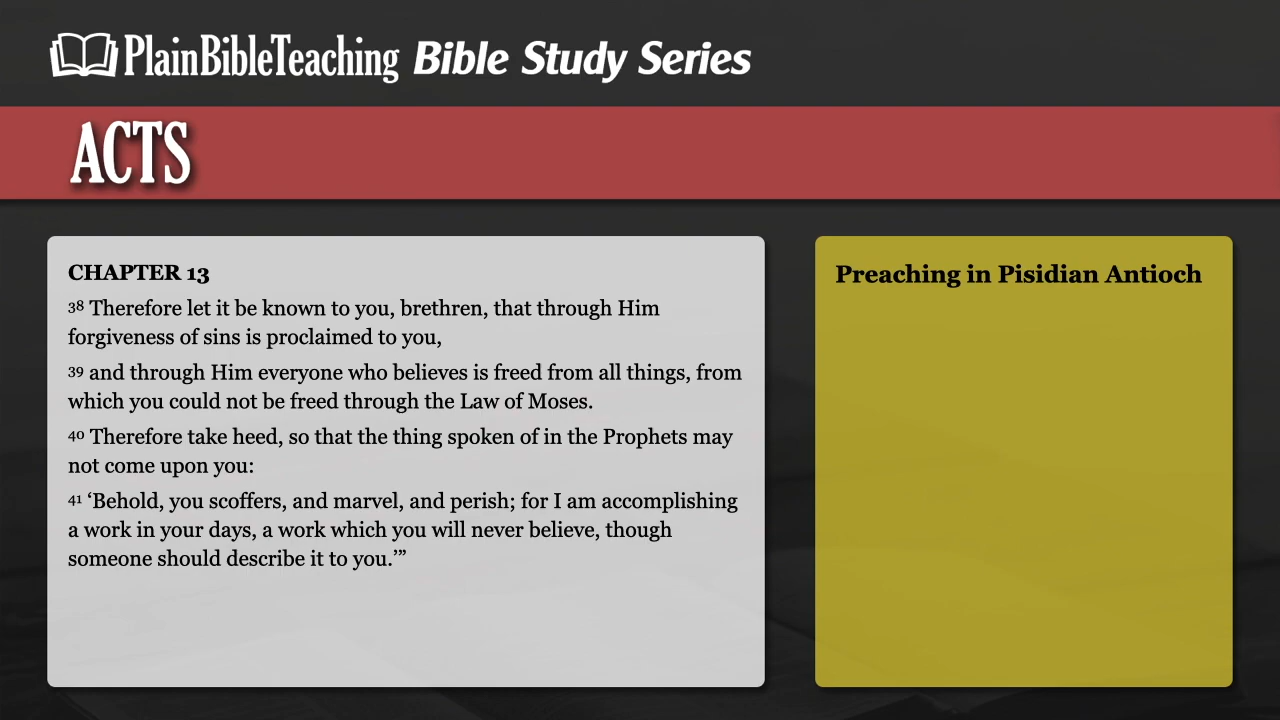 PlainBibleTeaching Bible Study Series
ACTS
CHAPTER 13
38 Therefore let it be known to you, brethren, that through Him
forgiveness of sins is proclaimed to you,
39 and through Him everyone who believes is freed from all things, from
which you could not be freed through the Law of Moses.
40 Therefore take heed, so that the thing spoken of in the Prophets may
not come upon you:
41 ‘Behold, you scoffers, and marvel, and perish; for I am accomplishing
a work in your days, a work which you will never believe, though
someone should describe it to you.’”
Preaching in Pisidian Antioch